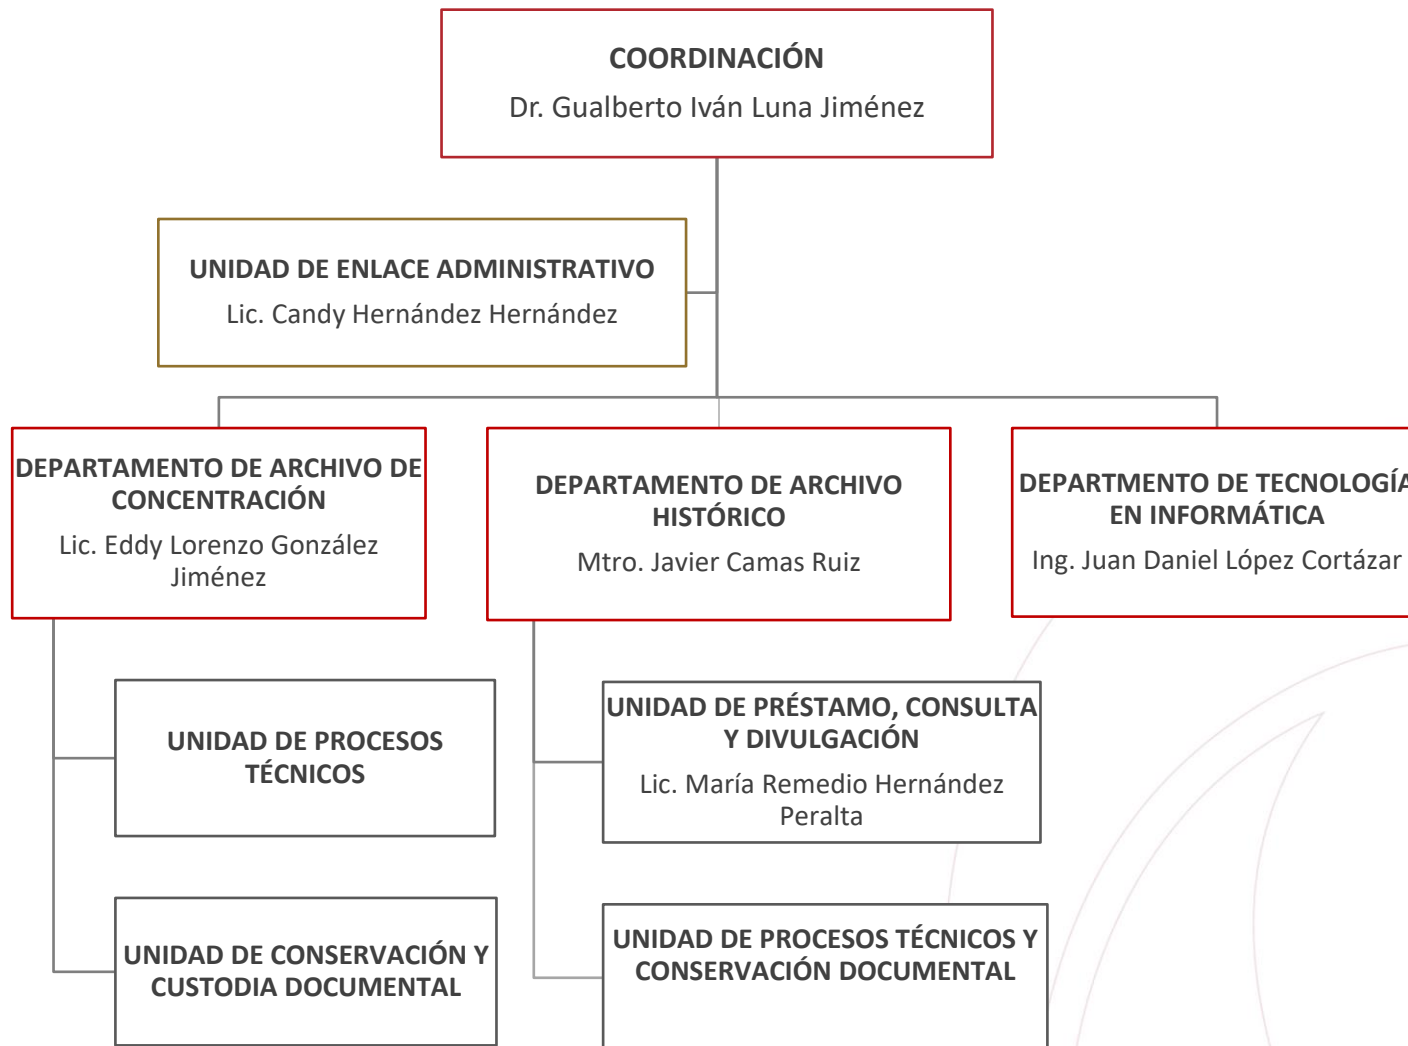 COORDINACIÓN
Dr. Gualberto Iván Luna Jiménez
UNIDAD DE ENLACE ADMINISTRATIVO
Lic. Candy Hernández Hernández
DEPARTAMENTO DE ARCHIVO DE
CONCENTRACIÓN
Lic. Eddy Lorenzo González
Jiménez
DEPARTAMENTO DE ARCHIVO
HISTÓRICO
Mtro. Javier Camas Ruiz
DEPARTMENTO DE TECNOLOGÍA
EN INFORMÁTICA
Ing. Juan Daniel López Cortázar
UNIDAD DE PROCESOS
TÉCNICOS
UNIDAD DE PRÉSTAMO, CONSULTA
Y DIVULGACIÓN
Lic. María Remedio Hernández
Peralta
UNIDAD DE CONSERVACIÓN Y
CUSTODIA DOCUMENTAL
UNIDAD DE PROCESOS TÉCNICOS Y
CONSERVACIÓN DOCUMENTAL